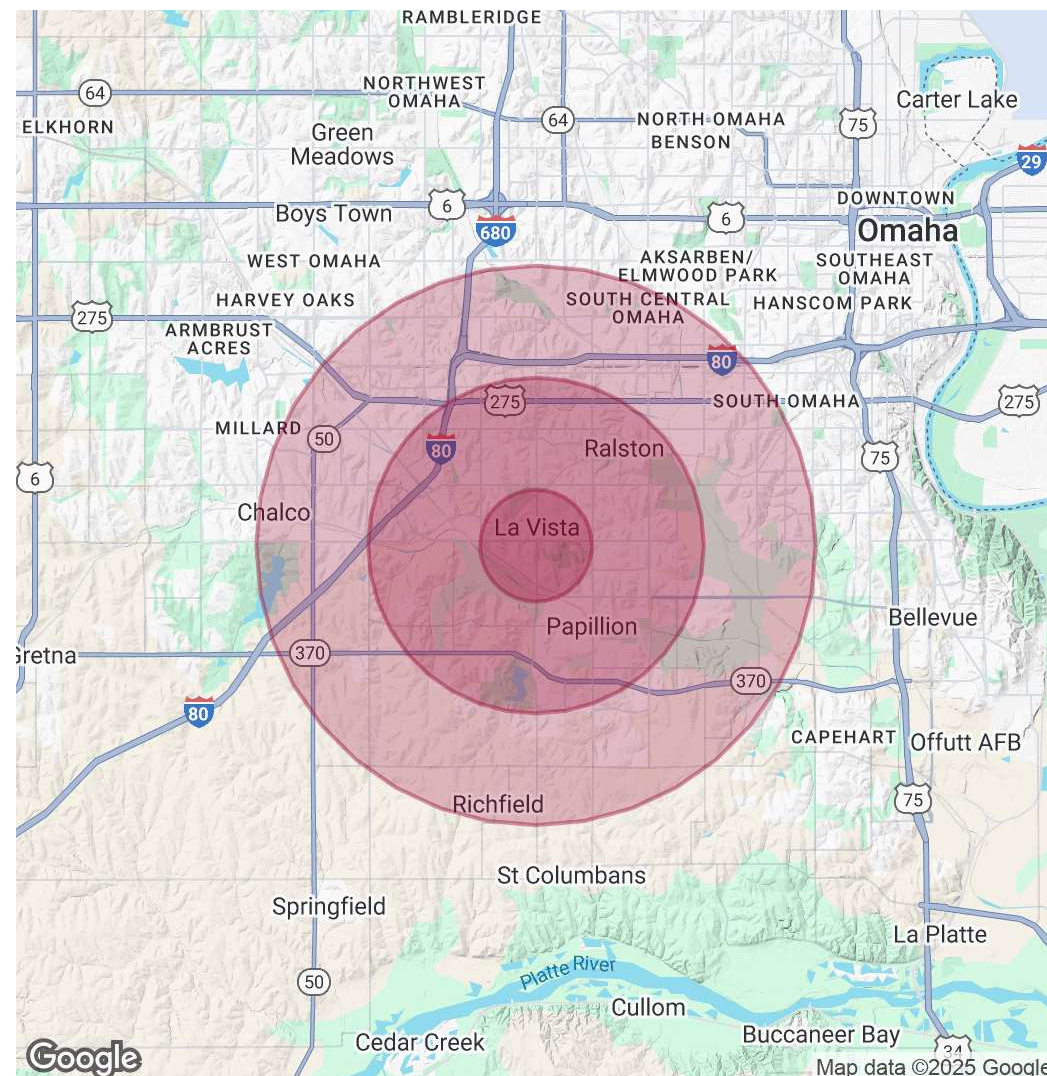 RAMBLERIDGE
64
NORTHWEST
OMAHA
Carter Lake
ELKHORN
Green
Meadows
64
NORTH OMAHA
BENSON
75
29
Boys Town
6
6
DOWNTOWN
Omaha
680
WEST OMAHA
AKSARBEN/
ELMWOOD PARK
SOUTHEAST
OMAHA
HARVEY OAKS
SOUTH CENTRAL
OMAHA
HANSCOM PARK
275
ARMBRUST
ACRES
80
275
SOUTH OMAHA
275
MILLARD
50
80
Ralston
75
6
Chalco
La Vista
Papillion
Bellevue
Gretna
370
370
80
CAPEHART
Offutt AFB
Richfield
75
St Columbans
Springfield
La Platte
50
Platte River
Cullom
Cedar Creek
Buccaneer Bay
34
Google
Map data ©2025 Google